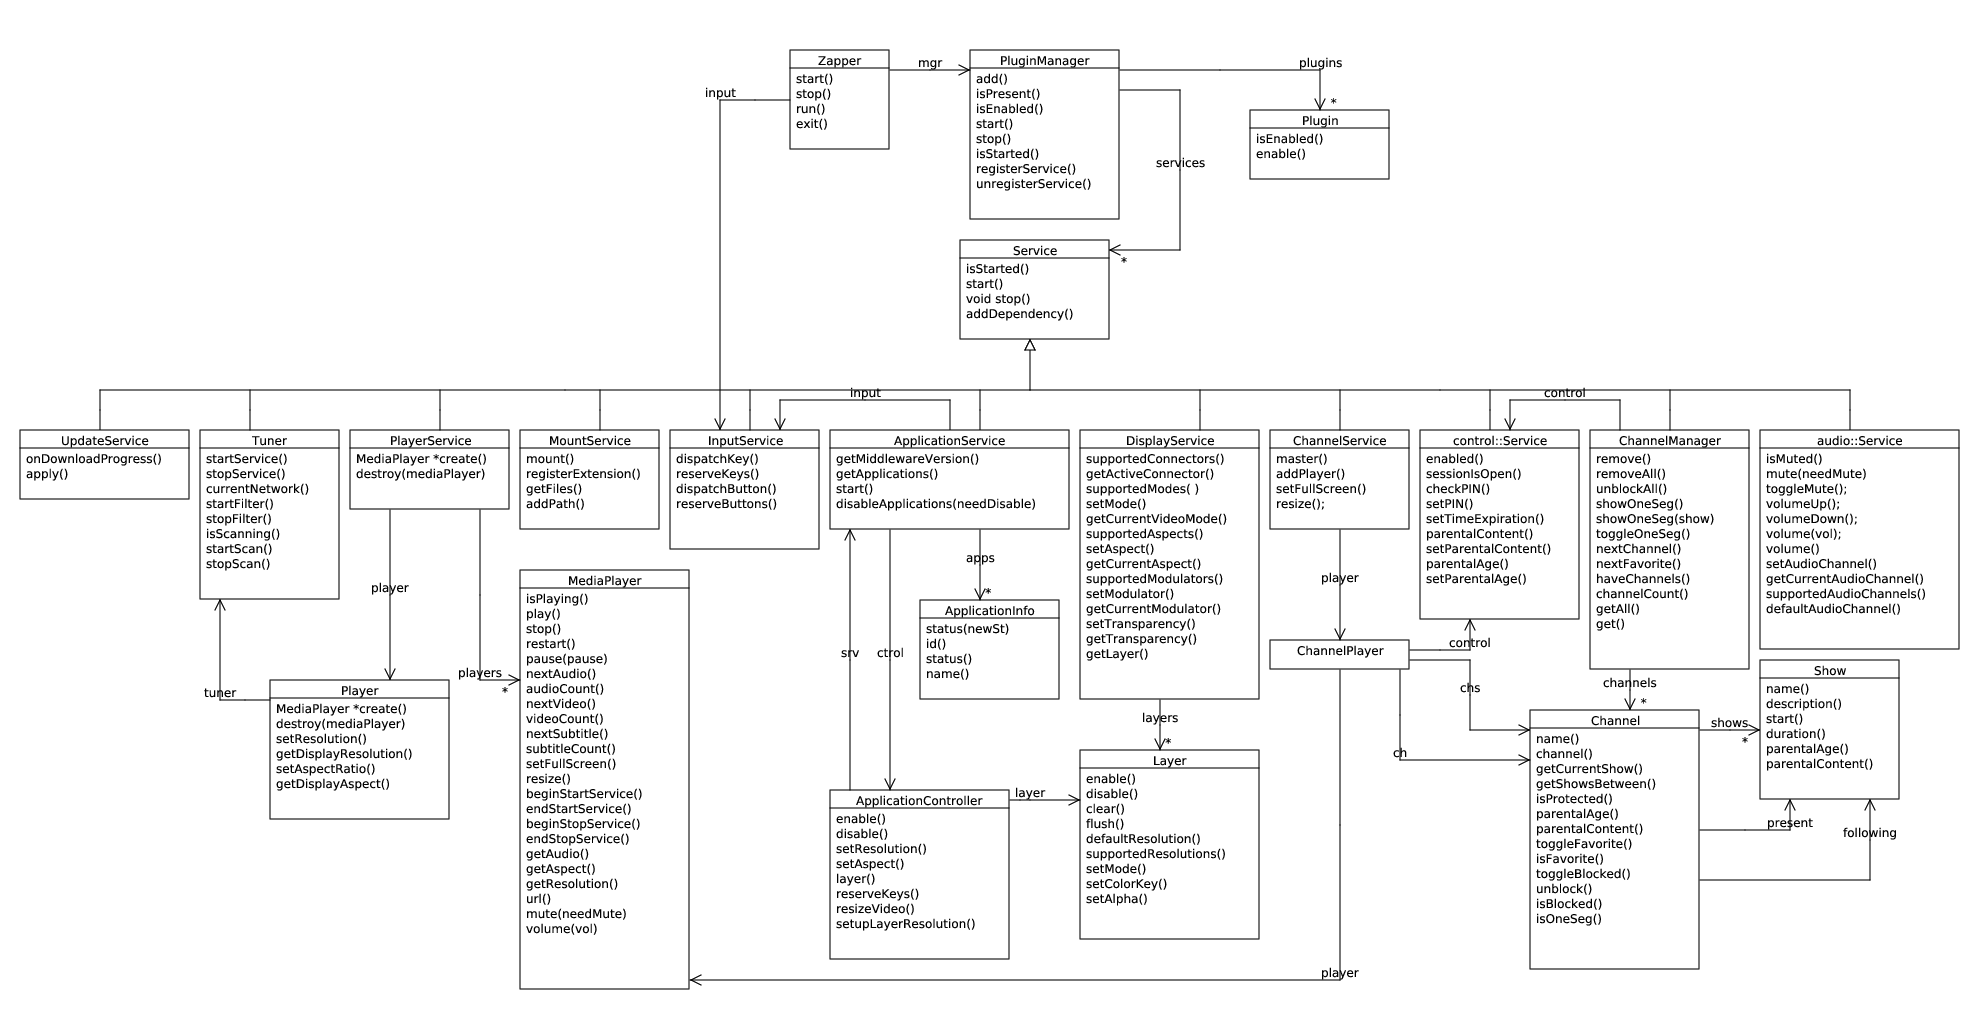 Zapper
start()
stop()
run()
exit()
mgr
input
PluginManager
add()
isPresent()
isEnabled()
start()
stop()
isStarted()
registerService()
unregisterService()
plugins
*
Plugin
isEnabled()
enable()
services
*
Service
isStarted()
start()
void stop()
addDependency()
input
control
UpdateService
onDownloadProgress()
apply()
Tuner
startService()
stopService()
currentNetwork()
startFilter()
stopFilter()
isScanning()
startScan()
stopScan()
PlayerService
MediaPlayer *create()
destroy(mediaPlayer)
MountService
mount()
registerExtension()
getFiles()
addPath()
InputService
dispatchKey()
reserveKeys()
dispatchButton()
reserveButtons()
ApplicationService
getMiddlewareVersion()
getApplications()
start()
disableApplications(needDisable)
DisplayService
supportedConnectors()
getActiveConnector()
supportedModes( )
setMode()
getCurrentVideoMode()
supportedAspects()
setAspect()
getCurrentAspect()
supportedModulators()
setModulator()
getCurrentModulator()
setTransparency()
getTransparency()
getLayer()
ChannelService
master()
addPlayer()
setFullScreen()
resize();
control::Service
enabled()
sessionIsOpen()
checkPIN()
setPIN()
setTimeExpiration()
parentalContent()
setParentalContent()
parentalAge()
setParentalAge()
ChannelManager
remove()
removeAll()
unblockAll()
showOneSeg()
showOneSeg(show)
toggleOneSeg()
nextChannel()
nextFavorite()
haveChannels()
channelCount()
getAll()
get()
audio::Service
isMuted()
mute(needMute)
toggleMute();
volumeUp();
volumeDown();
volume(vol);
volume()
setAudioChannel()
getCurrentAudioChannel()
supportedAudioChannels()
defaultAudioChannel()
player
players
*
tuner
Player
MediaPlayer *create()
destroy(mediaPlayer)
setResolution()
getDisplayResolution()
setAspectRatio()
getDisplayAspect()
MediaPlayer
isPlaying()
play()
stop()
restart()
pause(pause)
nextAudio()
audioCount()
nextVideo()
videoCount()
nextSubtitle()
subtitleCount()
setFullScreen()
resize()
beginStartService()
endStartService()
beginStopService()
endStopService()
getAudio()
getAspect()
getResolution()
url()
mute(needMute)
volume(vol)
srv
ctrol
apps
*
ApplicationInfo
status(newSt)
id()
status()
name()
ApplicationController
enable()
disable()
setResolution()
setAspect()
layer()
reserveKeys()
resizeVideo()
setupLayerResolution()
layer
layers
*
Layer
enable()
disable()
clear()
flush()
defaultResolution()
supportedResolutions()
setMode()
setColorKey()
setAlpha()
player
ChannelPlayer
control
chs
ch
player
channels
*
Channel
name()
channel()
getCurrentShow()
getShowsBetween()
isProtected()
parentalAge()
parentalContent()
toggleFavorite()
isFavorite()
toggleBlocked()
unblock()
isBlocked()
isOneSeg()
shows
*
Show
name()
description()
start()
duration()
parentalAge()
parentalContent()
present
following